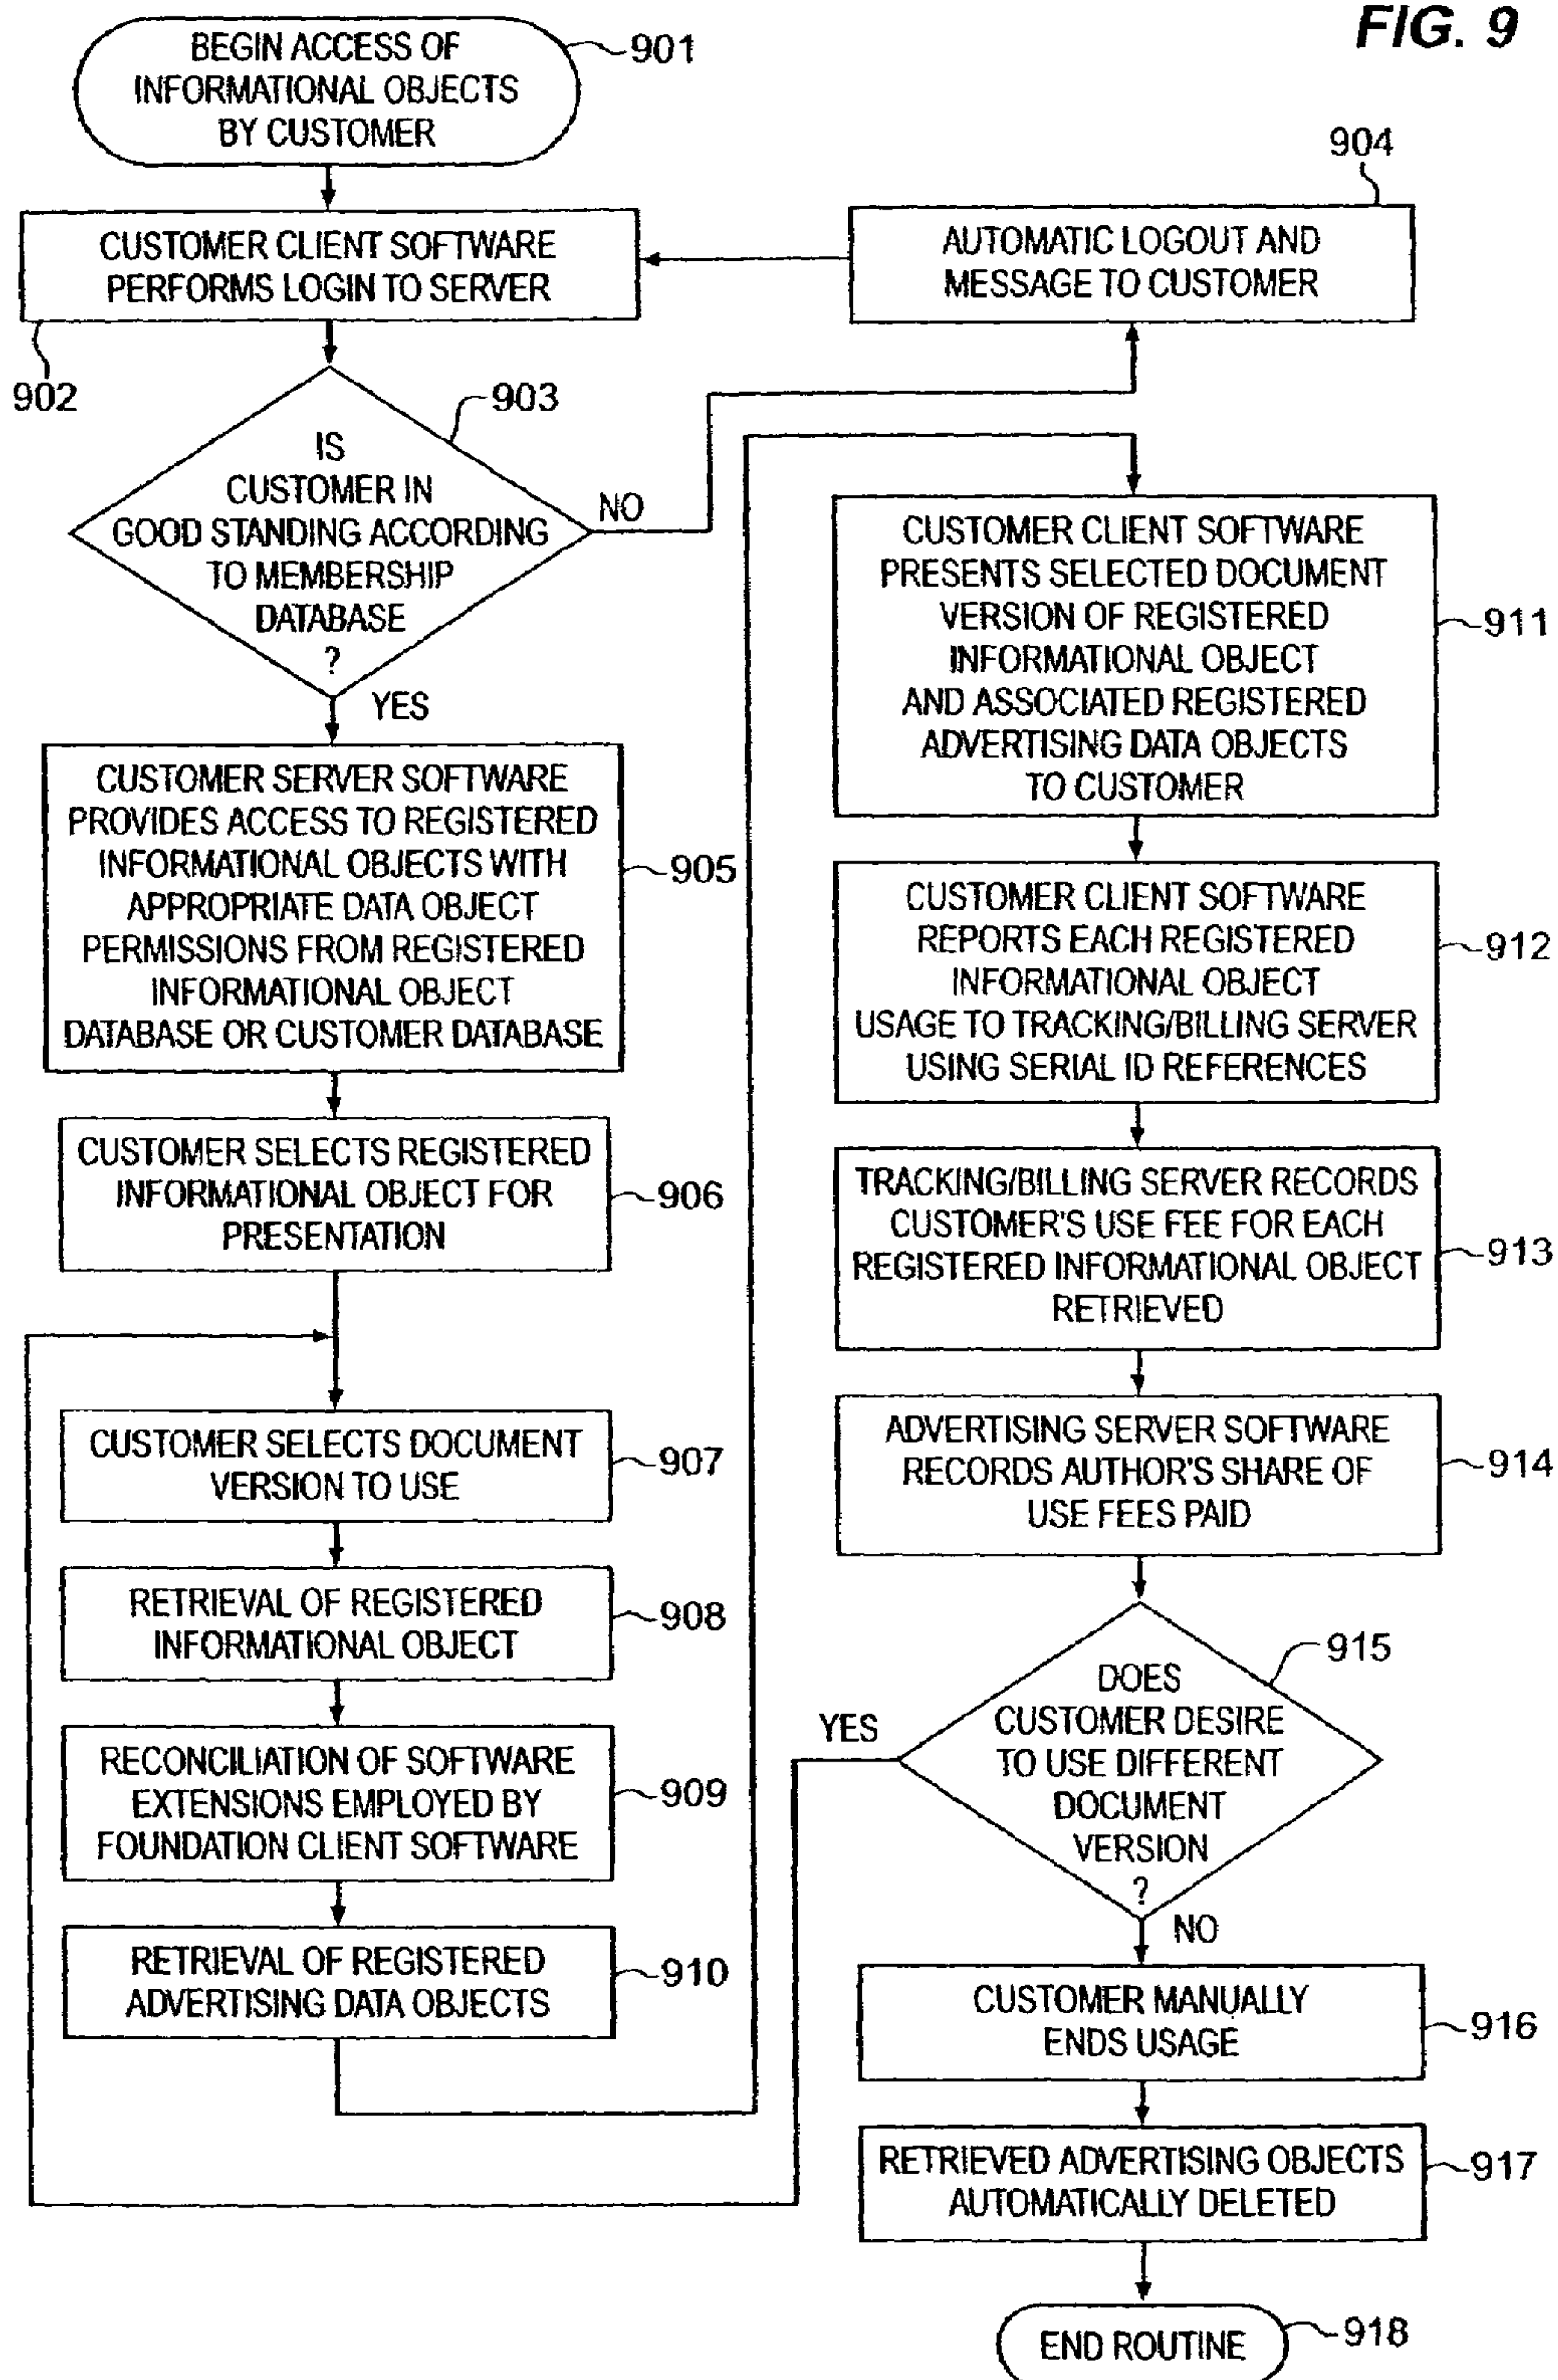 FIG. 9
BEGIN ACCESS OF
INFORMATIONAL OBJECTS
BY CUSTOMER
901
CUSTOMER CLIENT SOFTWARE
PERFORMS LOGIN TO SERVER
902
IS
CUSTOMER IN
GOOD STANDING ACCORDING
TO MEMBERSHIP
DATABASE
?
903
NO
YES
904
AUTOMATIC LOGOUT AND
MESSAGE TO CUSTOMER
CUSTOMER SERVER SOFTWARE
PROVIDES ACCESS TO REGISTERED
INFORMATIONAL OBJECTS WITH
APPROPRIATE DATA OBJECT
PERMISSIONS FROM REGISTERED
INFORMATIONAL OBJECT
DATABASE OR CUSTOMER DATABASE
905
CUSTOMER SELECTS REGISTERED
INFORMATIONAL OBJECT FOR
PRESENTATION
906
CUSTOMER SELECTS DOCUMENT
VERSION TO USE
907
RETRIEVAL OF REGISTERED
INFORMATIONAL OBJECT
908
RECONCILIATION OF SOFTWARE
EXTENSIONS EMPLOYED BY
FOUNDATION CLIENT SOFTWARE
909
RETRIEVAL OF REGISTERED
ADVERTISING DATA OBJECTS
910
CUSTOMER CLIENT SOFTWARE
PRESENTS SELECTED DOCUMENT
VERSION OF REGISTERED
INFORMATIONAL OBJECT
AND ASSOCIATED REGISTERED
ADVERTISING DATA OBJECTS
TO CUSTOMER
911
CUSTOMER CLIENT SOFTWARE
REPORTS EACH REGISTERED
INFORMATIONAL OBJECT
USAGE TO TRACKING/BILLING SERVER
USING SERIAL ID REFERENCES
912
TRACKING/BILLING SERVER RECORDS
CUSTOMER'S USE FEE FOR EACH
REGISTERED INFORMATIONAL OBJECT
RETRIEVED
913
ADVERTISING SERVER SOFTWARE
RECORDS AUTHOR'S SHARE OF
USE FEES PAID
914
DOES
CUSTOMER DESIRE
TO USE DIFFERENT
DOCUMENT
VERSION
?
915
YES
NO
CUSTOMER MANUALLY
ENDS USAGE
916
RETRIEVED ADVERTISING OBJECTS
AUTOMATICALLY DELETED
917
END ROUTINE
918